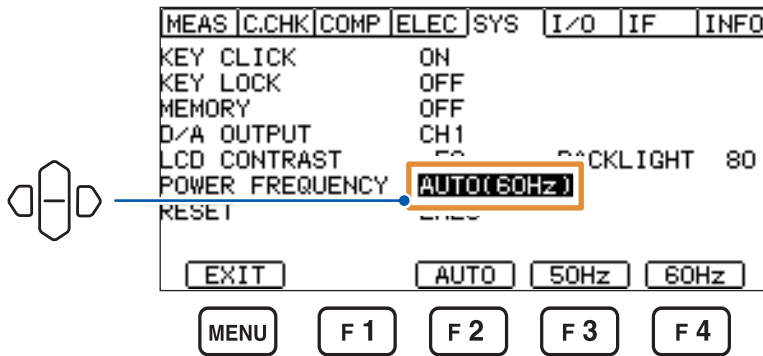 MEAS C.CHK COMP ELEC SYS I/O IF INFO
KEY CLICK ON
KEY LOCK OFF
MEMORY OFF
D/A OUTPUT CH1
LCD CONTRAST BACKLIGHT 80
POWER FREQUENCY AUTO(60Hz)
RESET
EXIT AUTO 50Hz 60Hz
MENU F1 F2 F3 F4